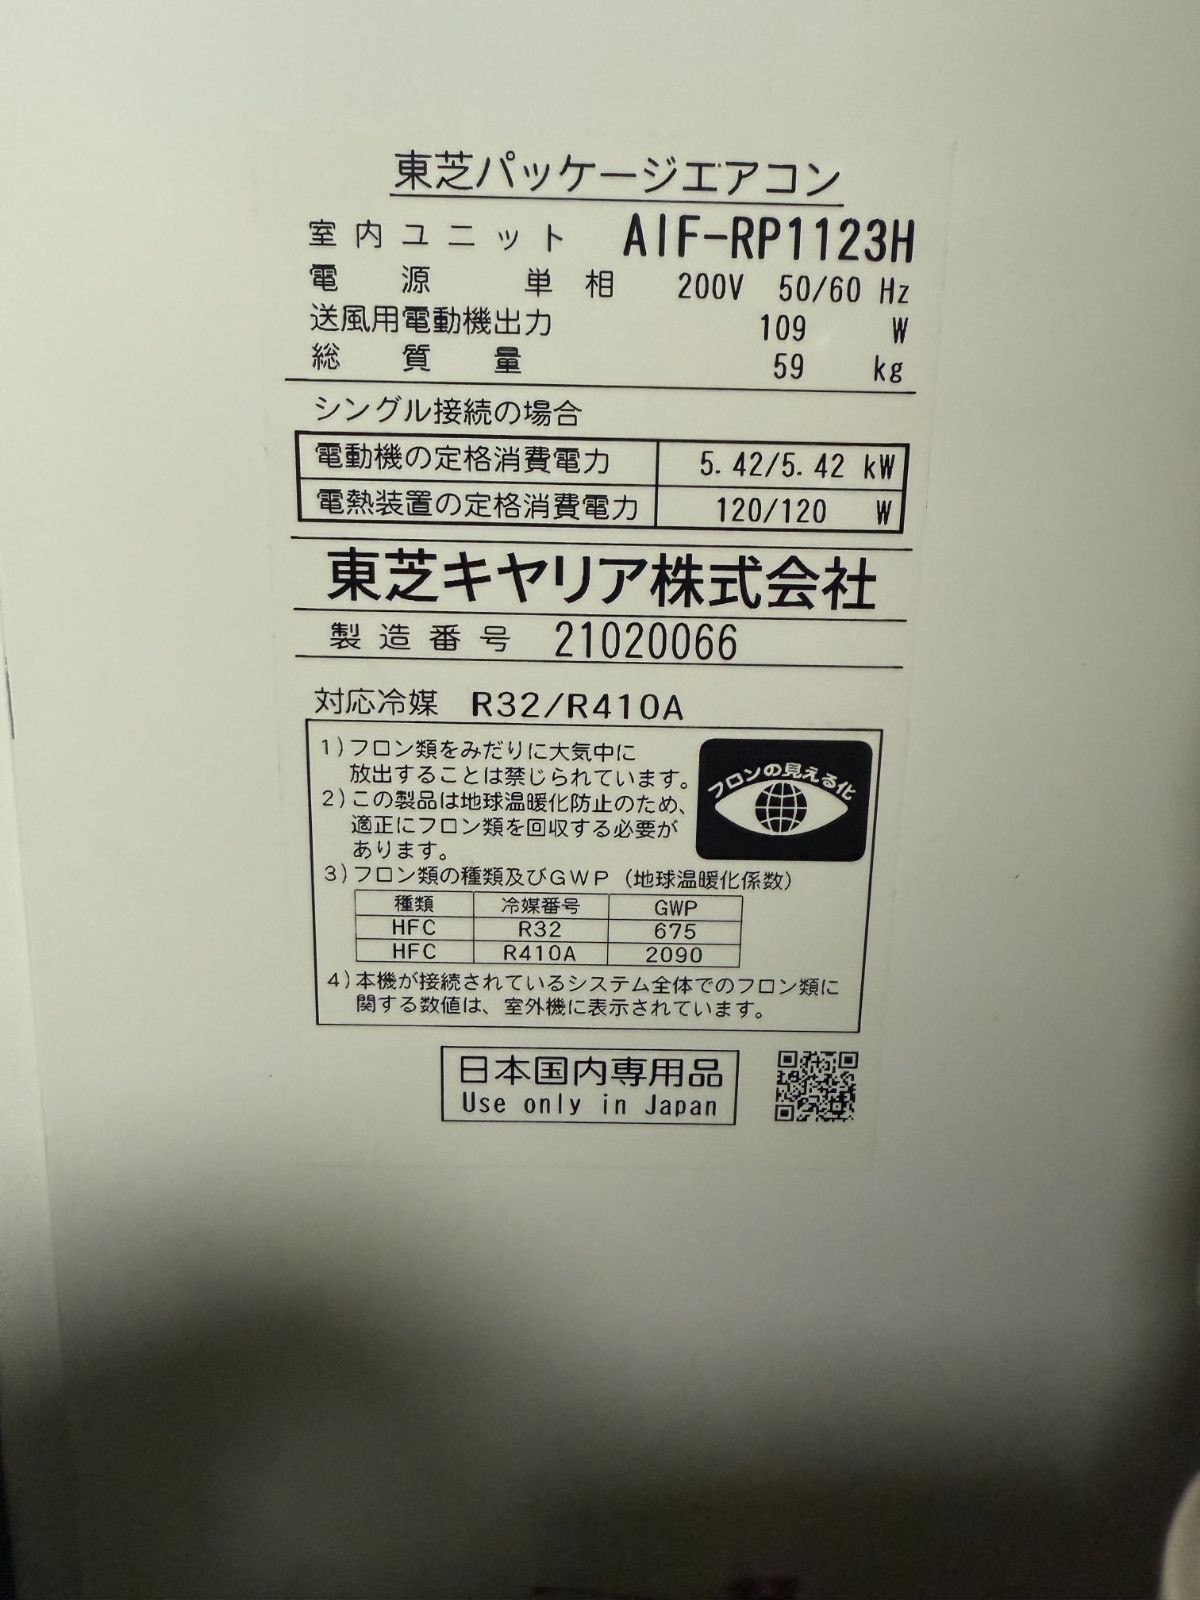 東芝パッケージエアコン
室内ユニット AIF-RP1123H
電源 単相 200V 50/60 Hz
送風用電動機出力 109 W
総質量 59 kg
シングル接続の場合
電動機の定格消費電力 5.42/5.42 kW
電熱装置の定格消費電力 120/120 W
東芝キヤリア株式会社
製造番号 21020066
対応冷媒 R32/R410A
1)フロン類をみだりに大気中に
放出することは禁じられています。
フロンの見える化
2)この製品は地球温暖化防止のため、
適正にフロン類を回収する必要が
あります。
3)フロン類の種類及びGWP(地球温暖化係数)
種類 冷媒番号 GWP
HFC R32 675
HFC R410A 2090
4)本機が接続されているシステム全体でのフロン類に
関する数値は、室外機に表示されています。
日本国内専用品
Use only in Japan